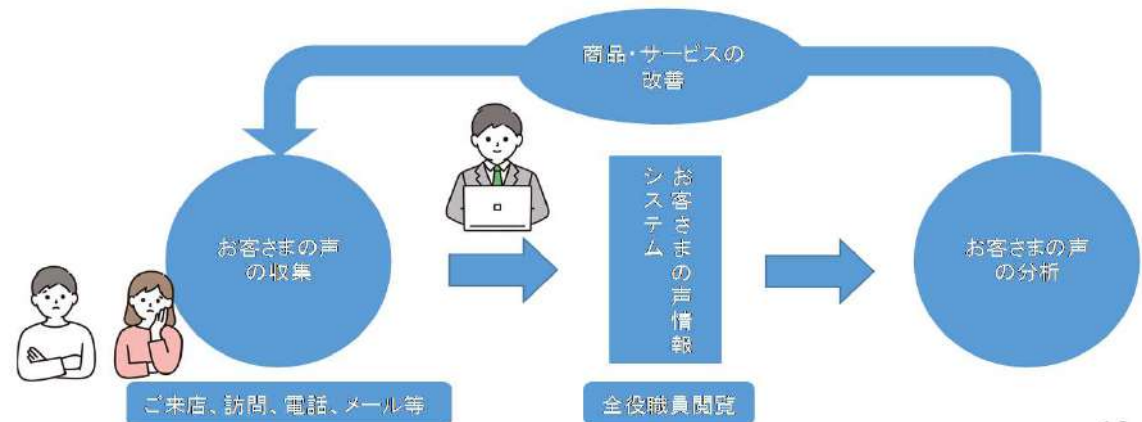 商品・サービスの
改善
お客さまの声
の収集
お客さまの声情報
システム
お客さまの声
の分析
ご来店、訪問、電話、メール等
全役職員閲覧